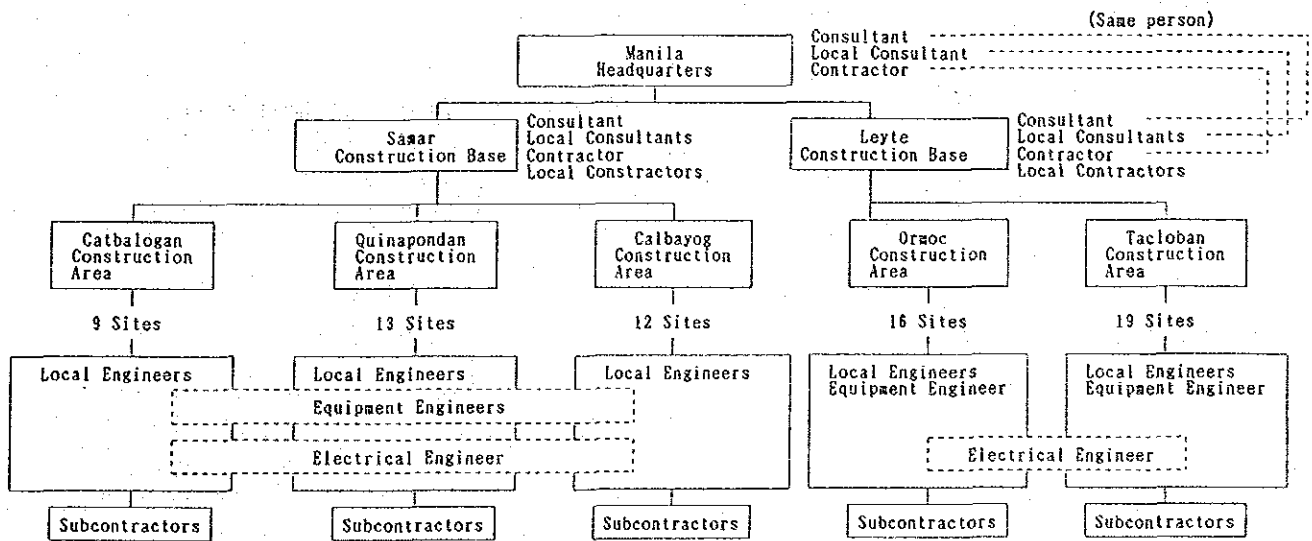 (Same person)
Manila
Headquarters
Consultant
Local Consultant
Contractor
Samar
Construction Base
Consultant
Local Consultants
Contractor
Local Constractors
Leyte
Construction Base
Consultant
Local Consultants
Contractor
Local Contractors
Catbalogan
Construction
Area
Quinapondan
Construction
Area
Calbayog
Construction
Area
Ormoc
Construction
Area
Tacloban
Construction
Area
9 Sites
13 Sites
12 Sites
16 Sites
19 Sites
Local Engineers
Local Engineers
Local Engineers
Local Engineers
Equipment Engineer
Local Engineers
Equipment Engineer
Equipment Engineers
Electrical Engineer
Electrical Engineer
Subcontractors
Subcontractors
Subcontractors
Subcontractors
Subcontractors